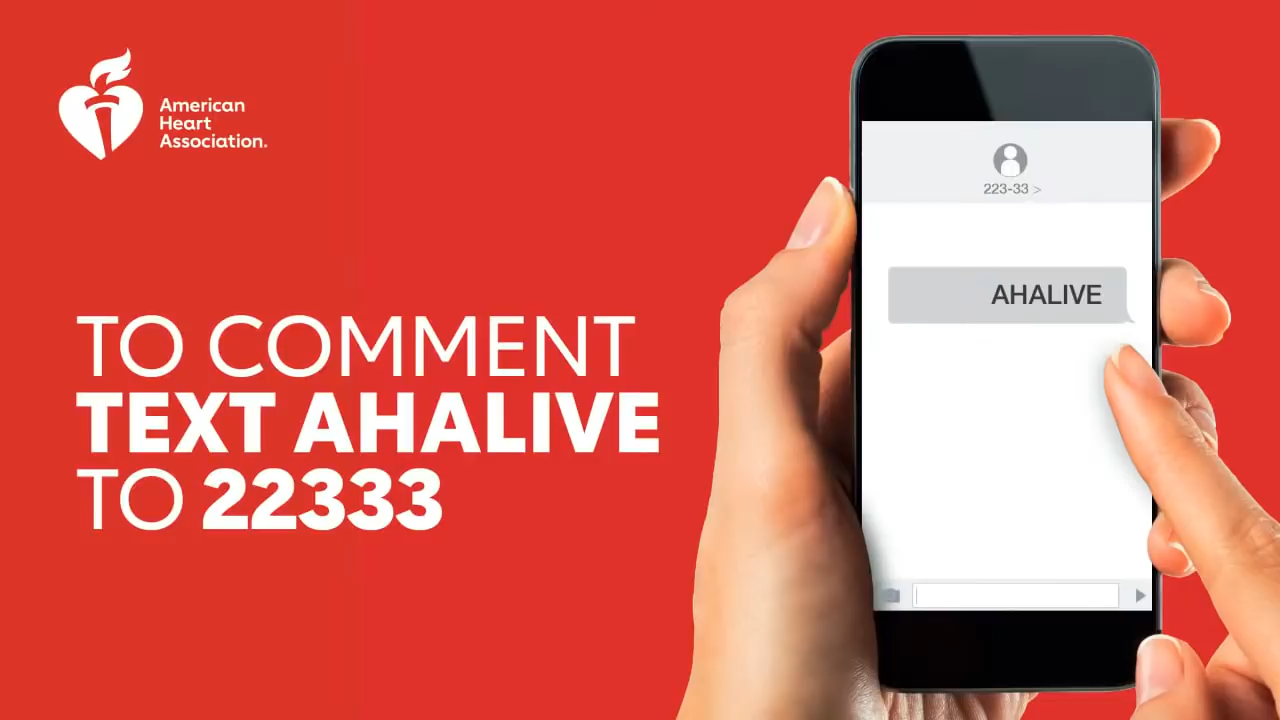 American
Heart
Association.
TO COMMENT
TEXT AHALIVE
TO 22333
223-33 >
AHALIVE